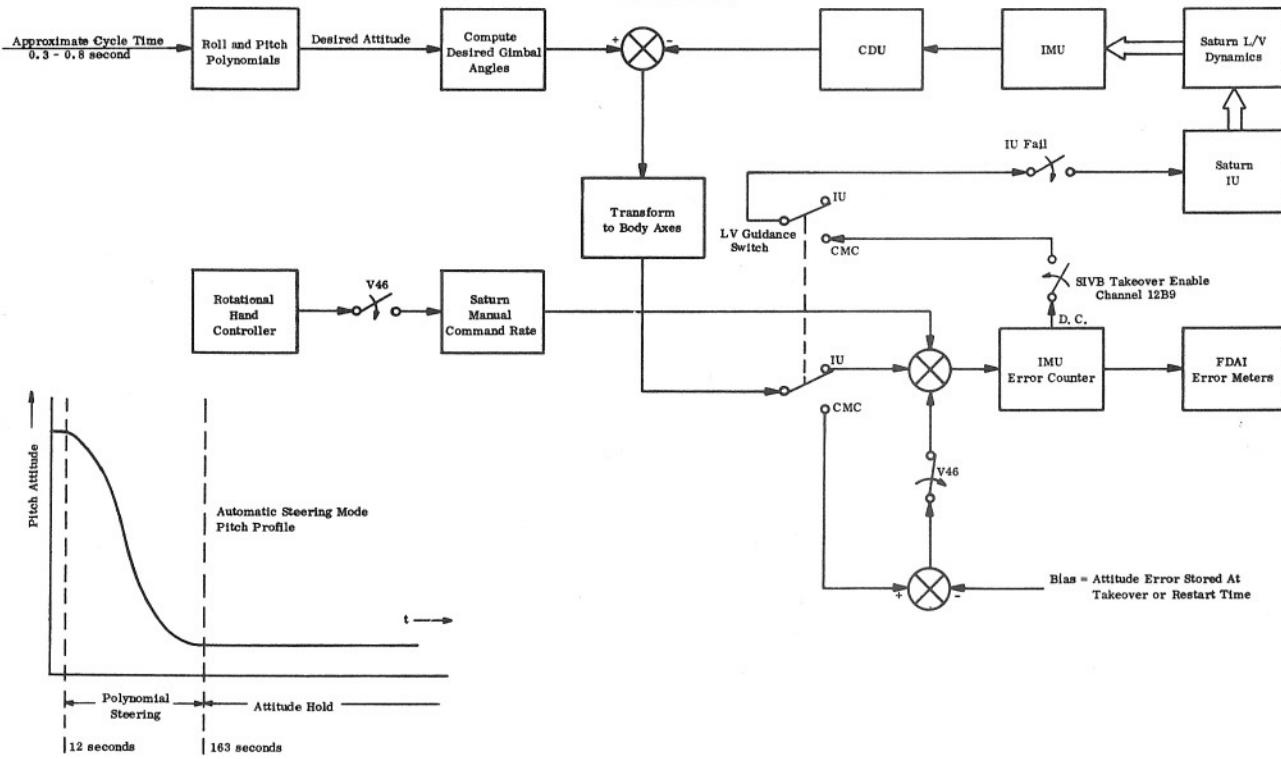 Approximate Cycle Time
0.3 - 0.8 second
Roll and Pitch
Polynomials
Desired Attitude
Compute
Desired Gimbal
Angles
+
-
CDU
IMU
Saturn L/V
Dynamics
IU Fail
Saturn
IU
Transform
to Body Axes
IU
LV Guidance
Switch
CMC
SIVB Takeover Enable
Channel 12B9
D. C.
Rotational
Hand
Controller
V46
Saturn
Manual
Command Rate
IU
CMC
IMU
Error Counter
FDAI
Error Meters
V46
+
-
Bias = Attitude Error Stored At
Takeover or Restart Time
Pitch Attitude
Automatic Steering Mode
Pitch Profile
t
Polynomial
Steering
Attitude Hold
12 seconds
163 seconds